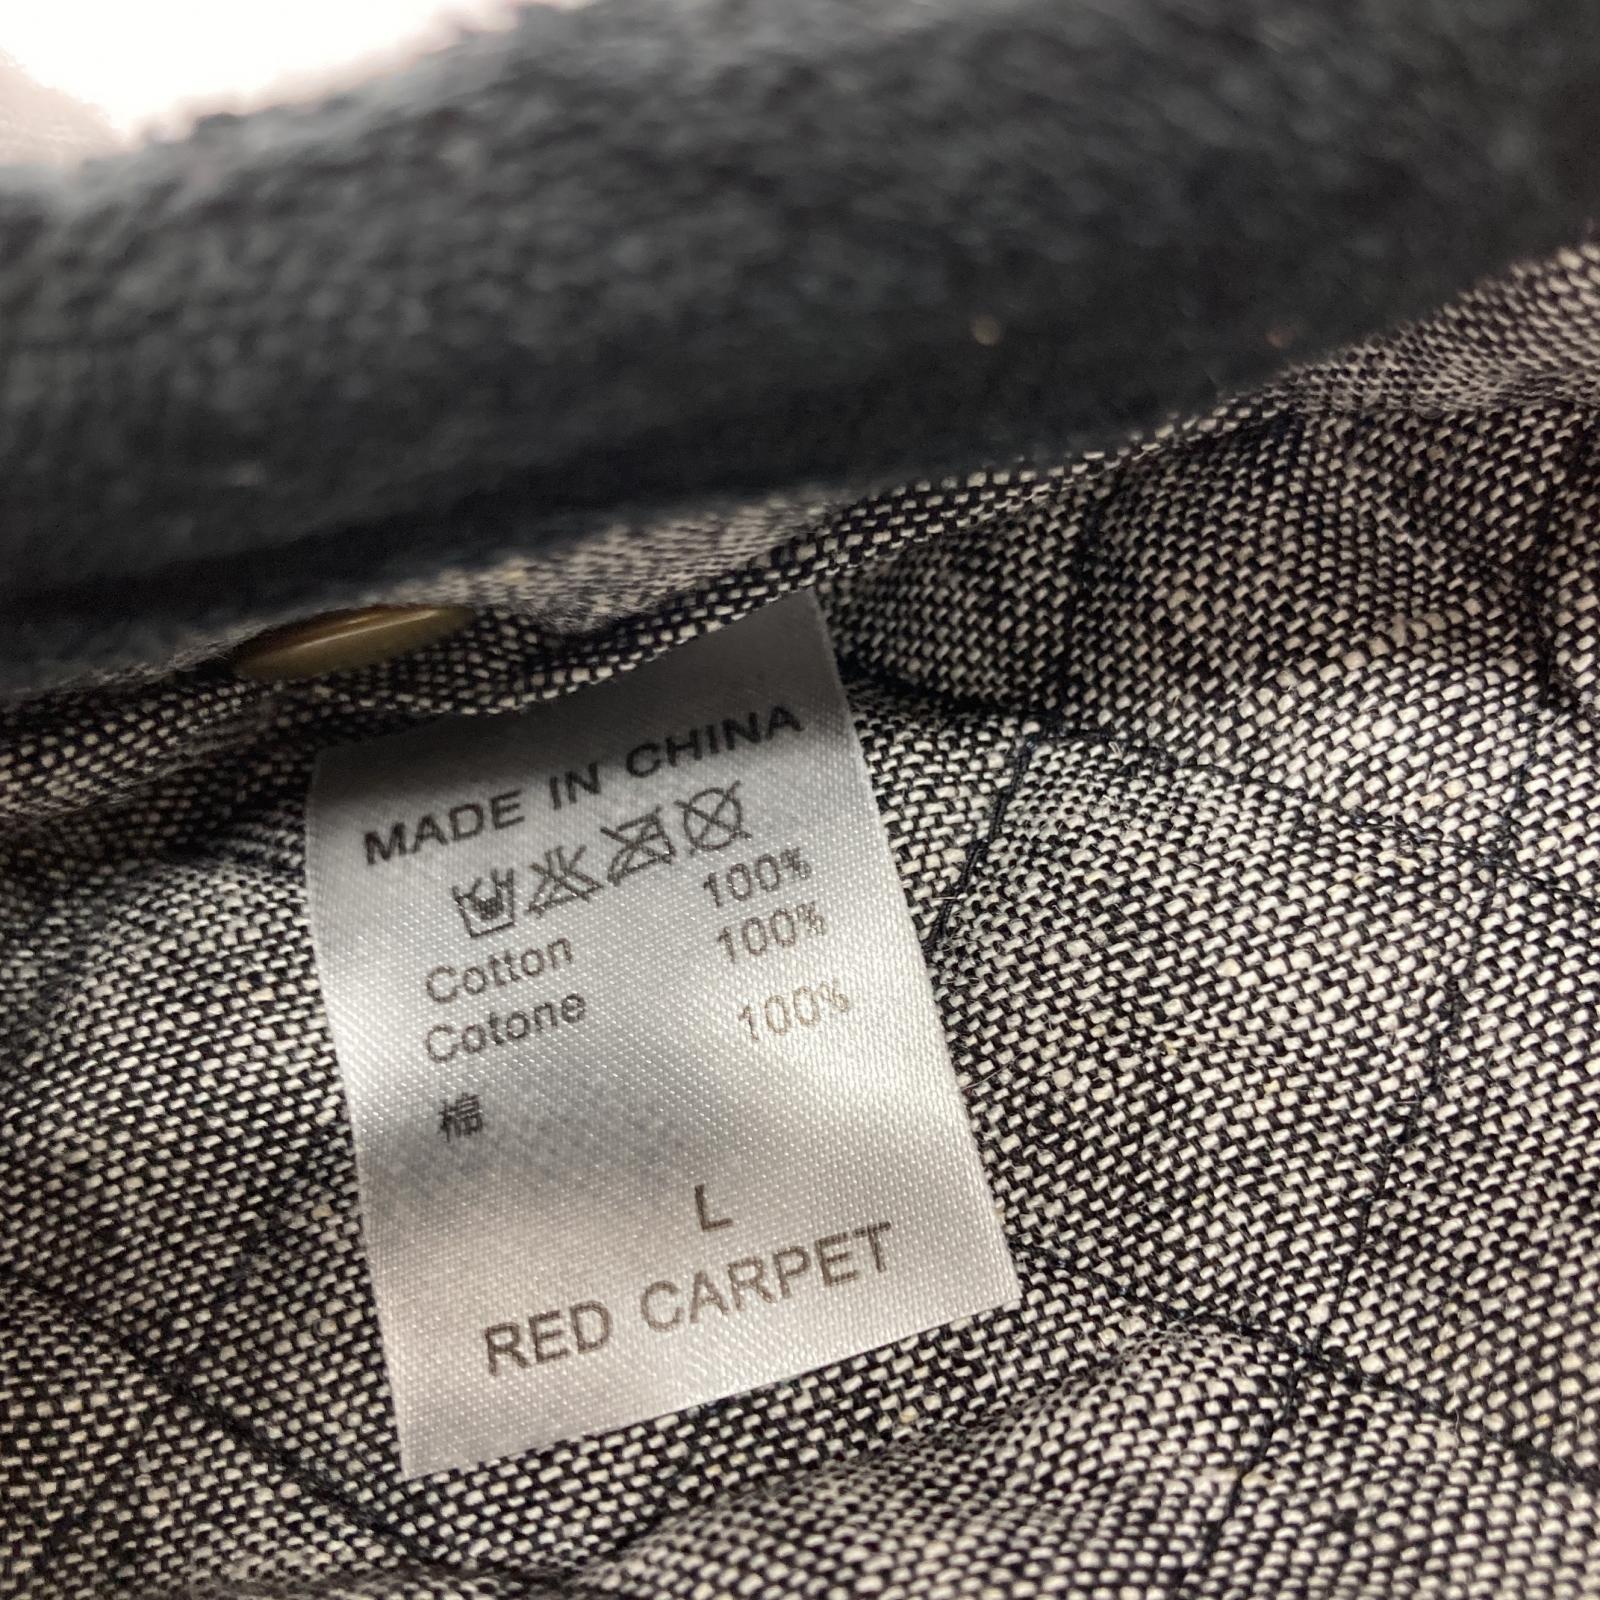 MADE IN CHINA
Cotton 100%
Cotone 100%
棉 100%
L
RED CARPET